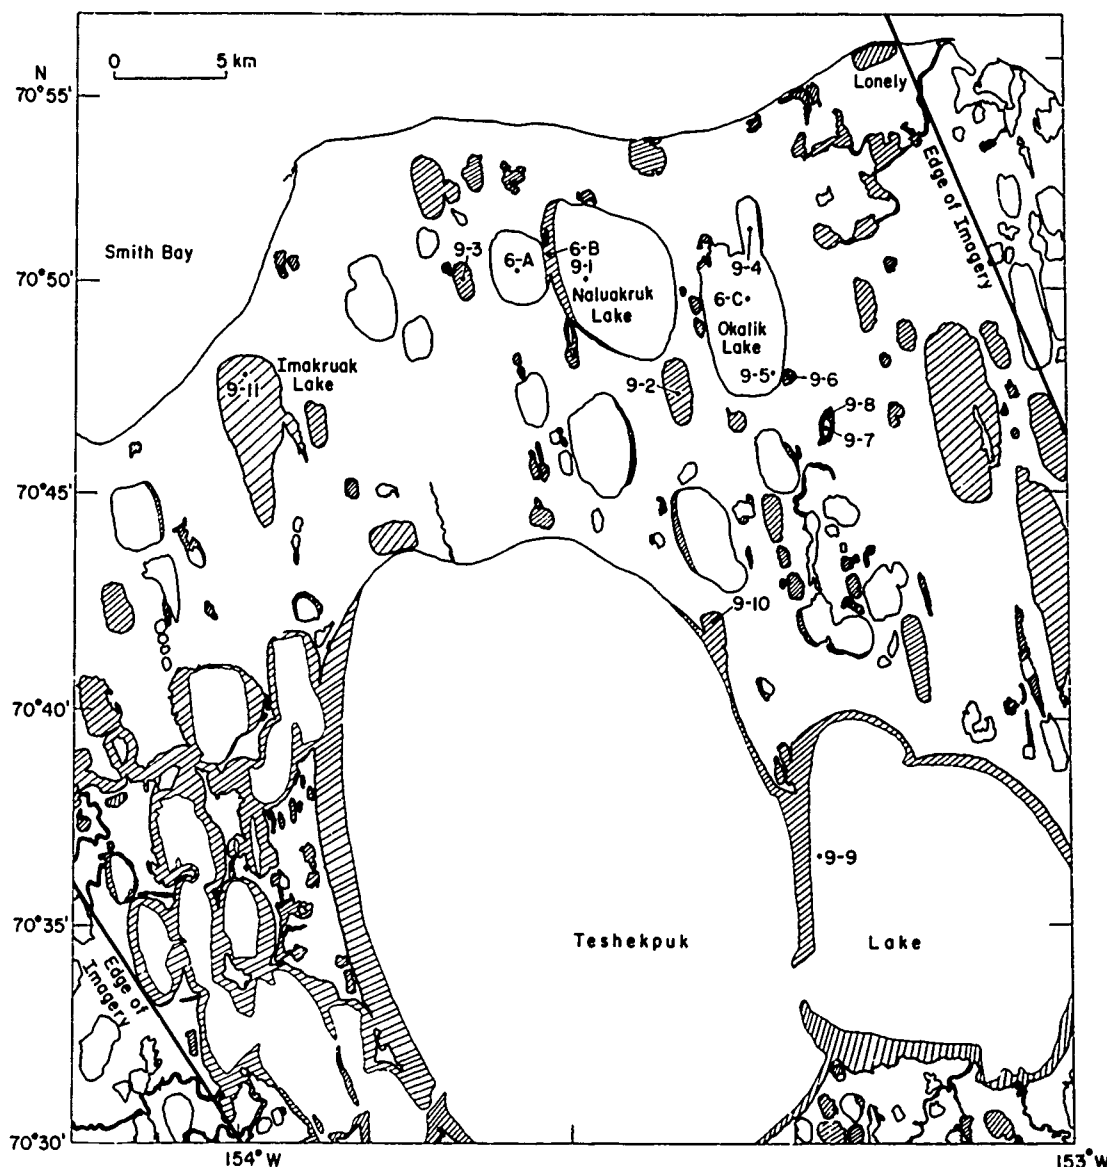 0 5 km
N
70°55'
Lonely
Edge of Imagery
Smith Bay
9-3
6-A
6-B
9-1
Naluakruk
Lake
9-4
6-C
Okalik
Lake
70°50'
Imakruak
Lake
9-11
9-2
9-5
9-6
9-8
9-7
70°45'
9-10
70°40'
9-9
70°35'
Teshekpuk Lake
Edge of
Imagery
70°30'
154°W
153°W